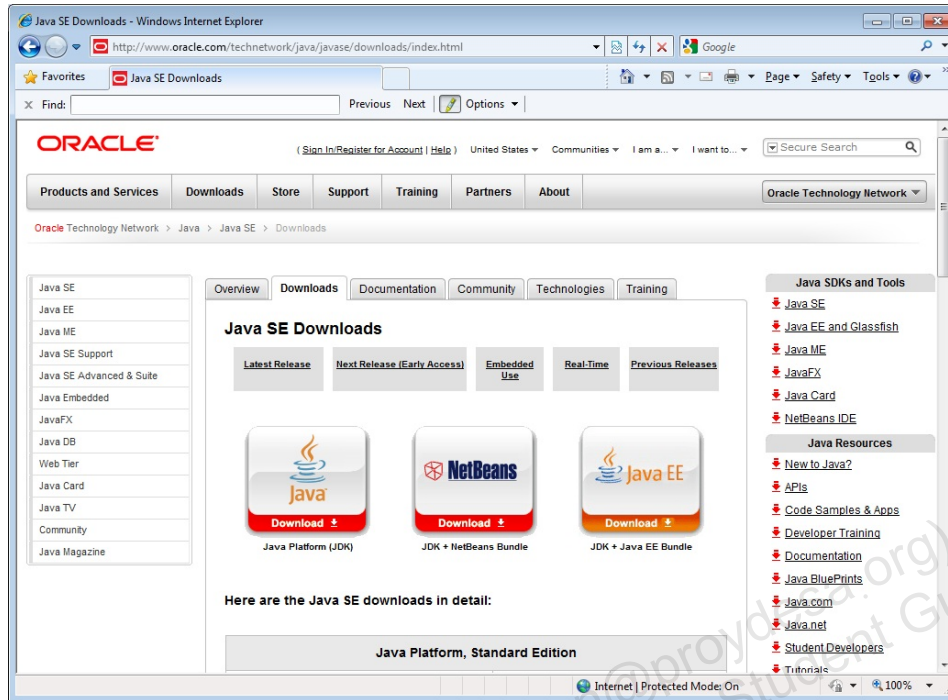 Java SE Downloads - Windows Internet Explorer
http://www.oracle.com/technetwork/java/javase/downloads/index.html
Google
Favorites
Java SE Downloads
Page
Safety
Tools
x Find:
Previous Next
Options
ORACLE
( Sign In/Register for Account | Help ) United States Communities I am a... I want to...
Secure Search
Products and Services Downloads Store Support Training Partners About
Oracle Technology Network
Oracle Technology Network > Java > Java SE > Downloads
Java SE
Java EE
Java ME
Java SE Support
Java SE Advanced & Suite
Java Embedded
JavaFX
Java DB
Web Tier
Java Card
Java TV
Community
Java Magazine
Overview Downloads Documentation Community Technologies Training
Java SE Downloads
Latest Release Next Release (Early Access) Embedded Use Real-Time Previous Releases
Java
Download
Java Platform (JDK)
NetBeans
Download
JDK + NetBeans Bundle
Java EE
Download
JDK + Java EE Bundle
Here are the Java SE downloads in detail:
Java Platform, Standard Edition
Java SDKs and Tools
Java SE
Java EE and Glassfish
Java ME
JavaFX
Java Card
NetBeans IDE
Java Resources
New to Java?
APIs
Code Samples & Apps
Developer Training
Documentation
Java BluePrints
Java.com
Java.net
Student Developers
Tutorials
Internet | Protected Mode: On
100%
@proydesa.org)
Student